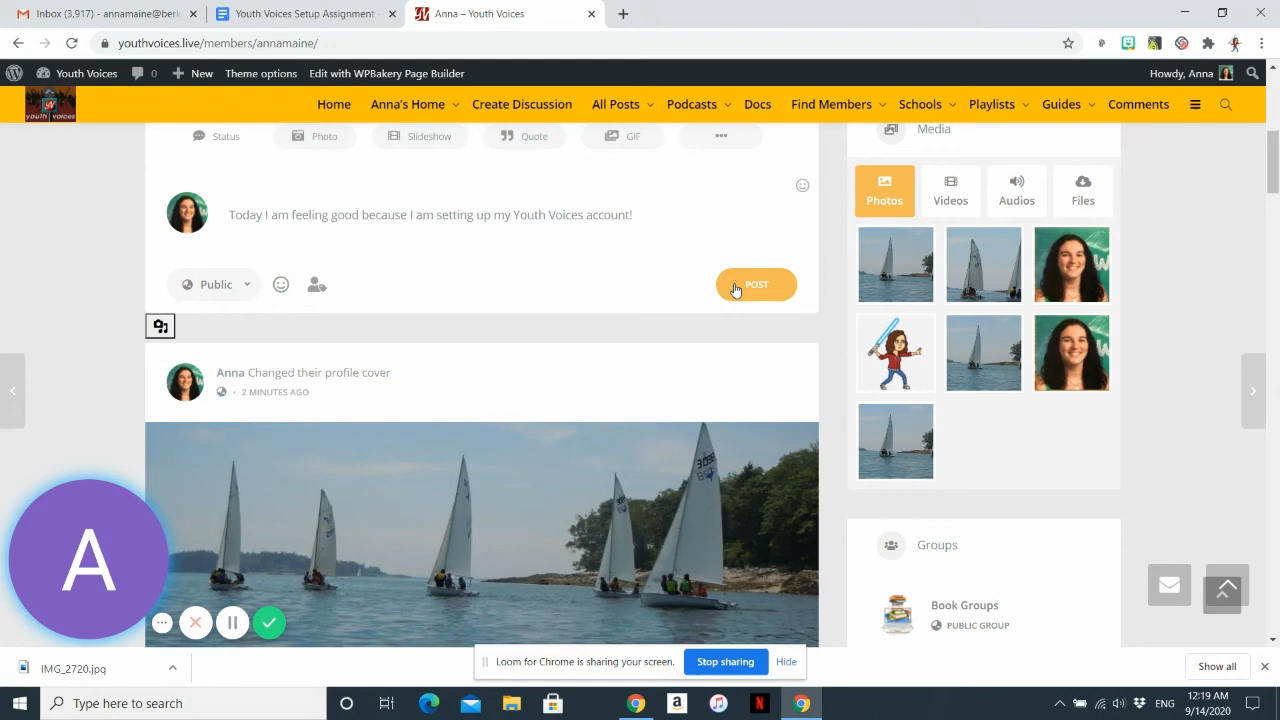 Inbox (3,917) - annamaine@berk
Youth Voices Set Assignment -
Anna – Youth Voices
youthvoices.live/members/annamaine/
Youth Voices
0
New
Theme options
Edit with WPBakery Page Builder
Howdy, Anna
youth voices
Home
Anna's Home
Create Discussion
All Posts
Podcasts
Docs
Find Members
Schools
Playlists
Guides
Comments
Status
Photo
Slideshow
Quote
GIF
Media
Today I am feeling good because I am setting up my Youth Voices account!
Photos
Videos
Audios
Files
Public
POST
Anna Changed their profile cover
2 MINUTES AGO
Groups
Book Groups
PUBLIC GROUP
A
IMG_2720.jpg
Loom for Chrome is sharing your screen.
Stop sharing
Hide
Show all
Type here to search
ENG
12:19 AM
9/14/2020